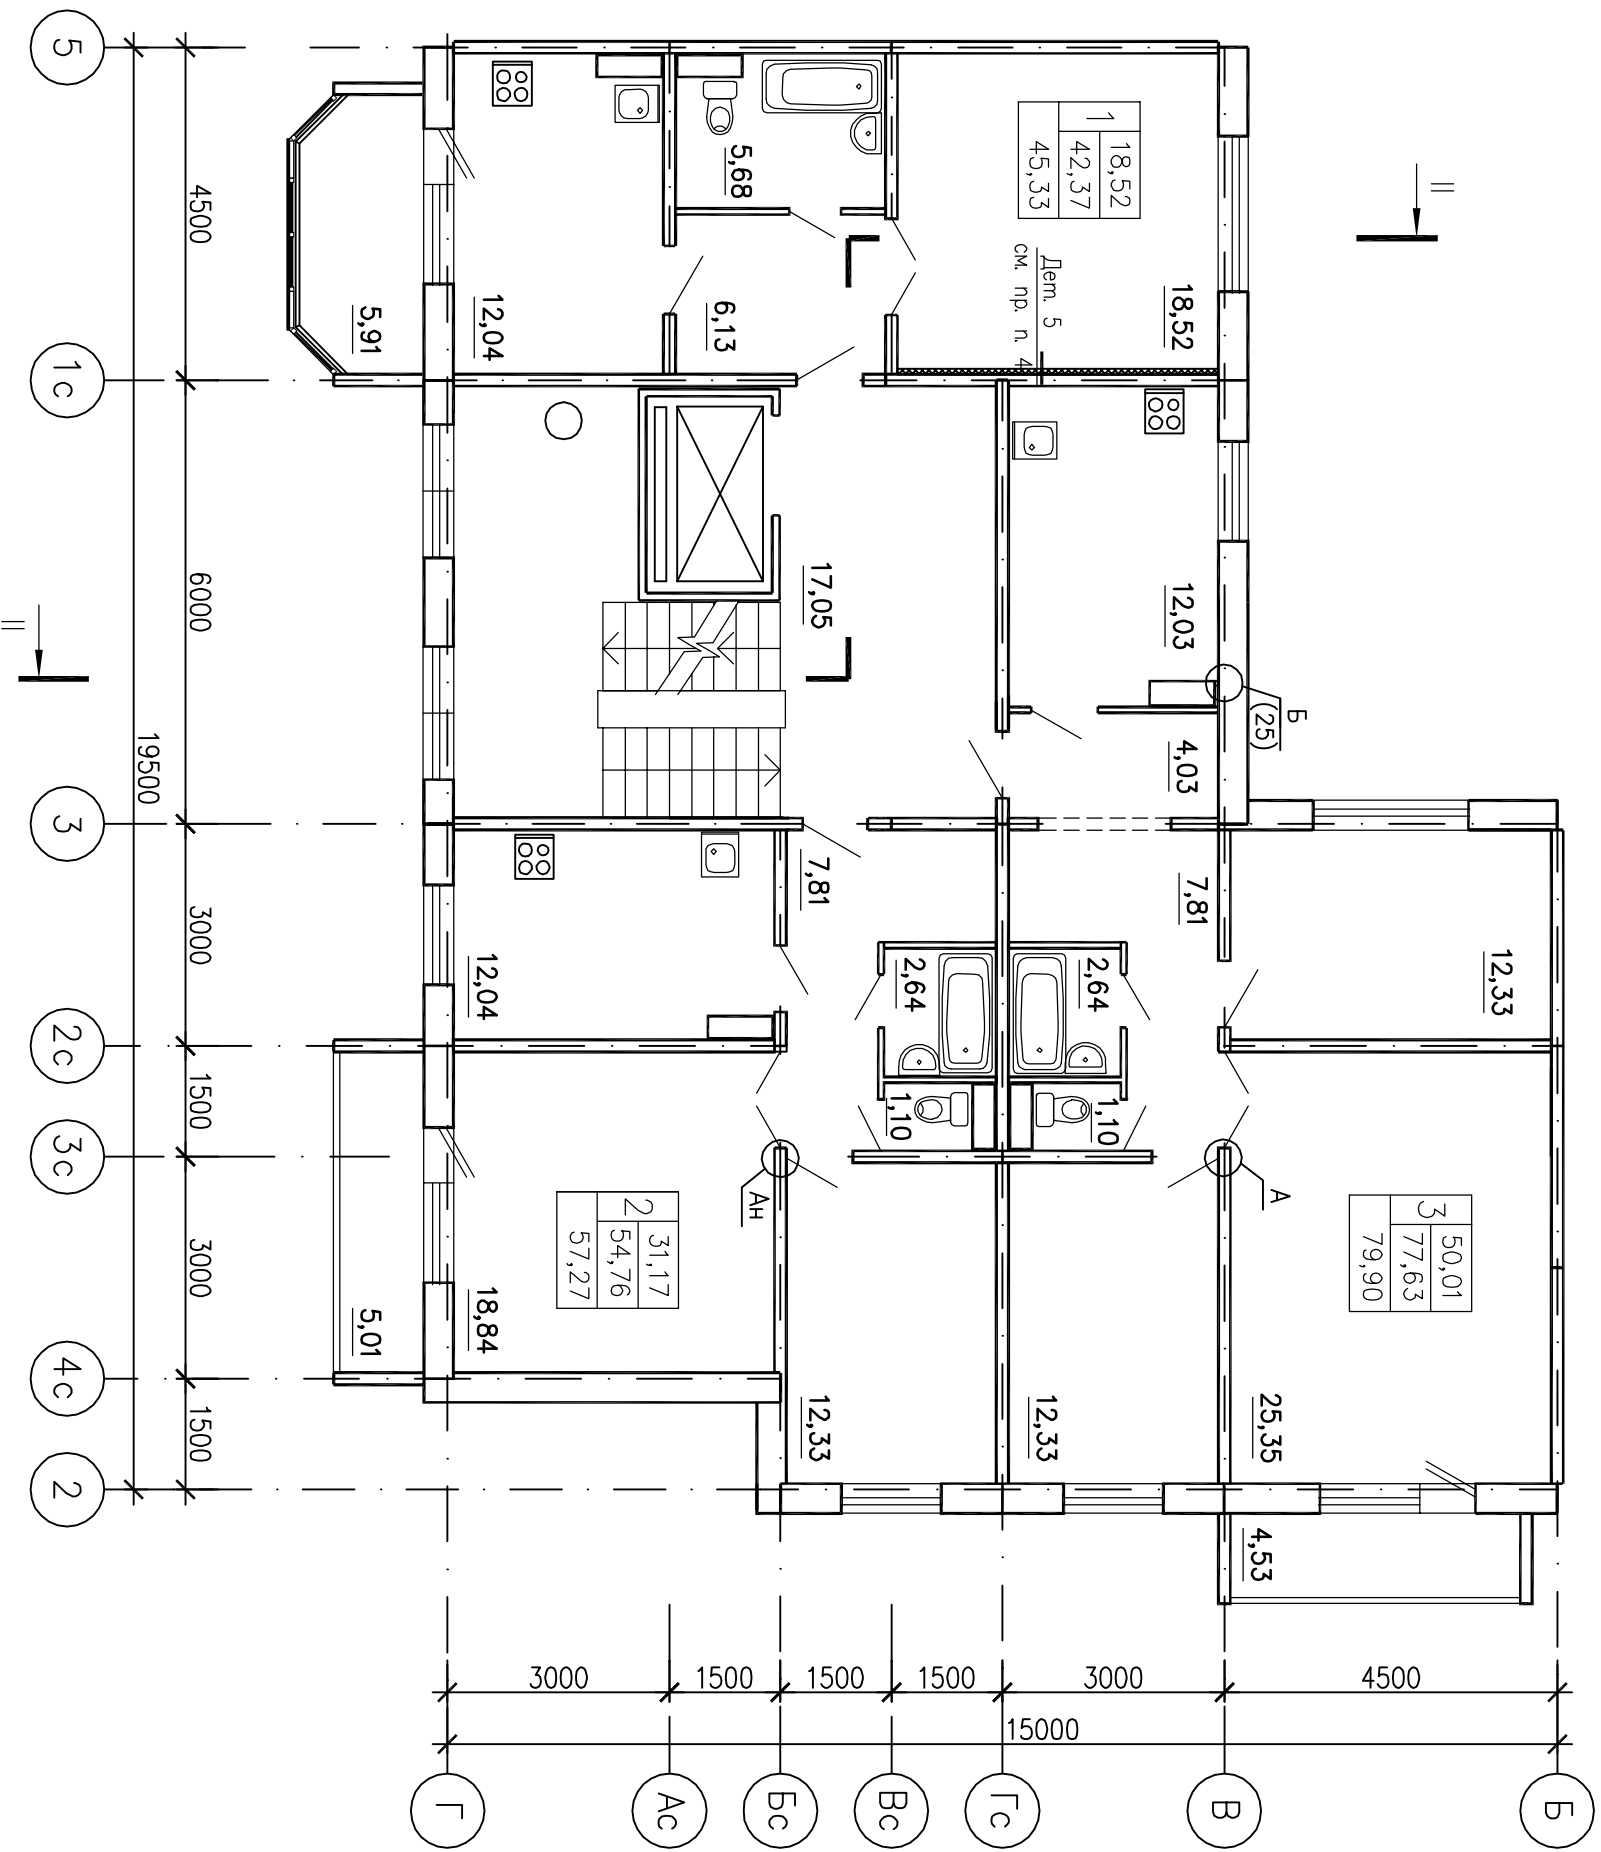 5
1с
3
2с
3с
4с
2
4500
6000
3000
1500
3000
1500
19500
II
II
1
18,52
42,37
45,33
5,68
18,52
Дет. 5
см. пр. п. 4
12,04
6,13
5,91
17,05
12,03
Б
(25)
4,03
7,81
7,81
12,33
12,04
2,64
2,64
1,10
1,10
Ан
А
2
31,17
54,76
57,27
3
50,01
77,63
79,90
18,84
5,01
12,33
12,33
25,35
4,53
3000
1500
1500
1500
3000
4500
15000
Г
Ас
Бс
Вс
Гс
В
Б